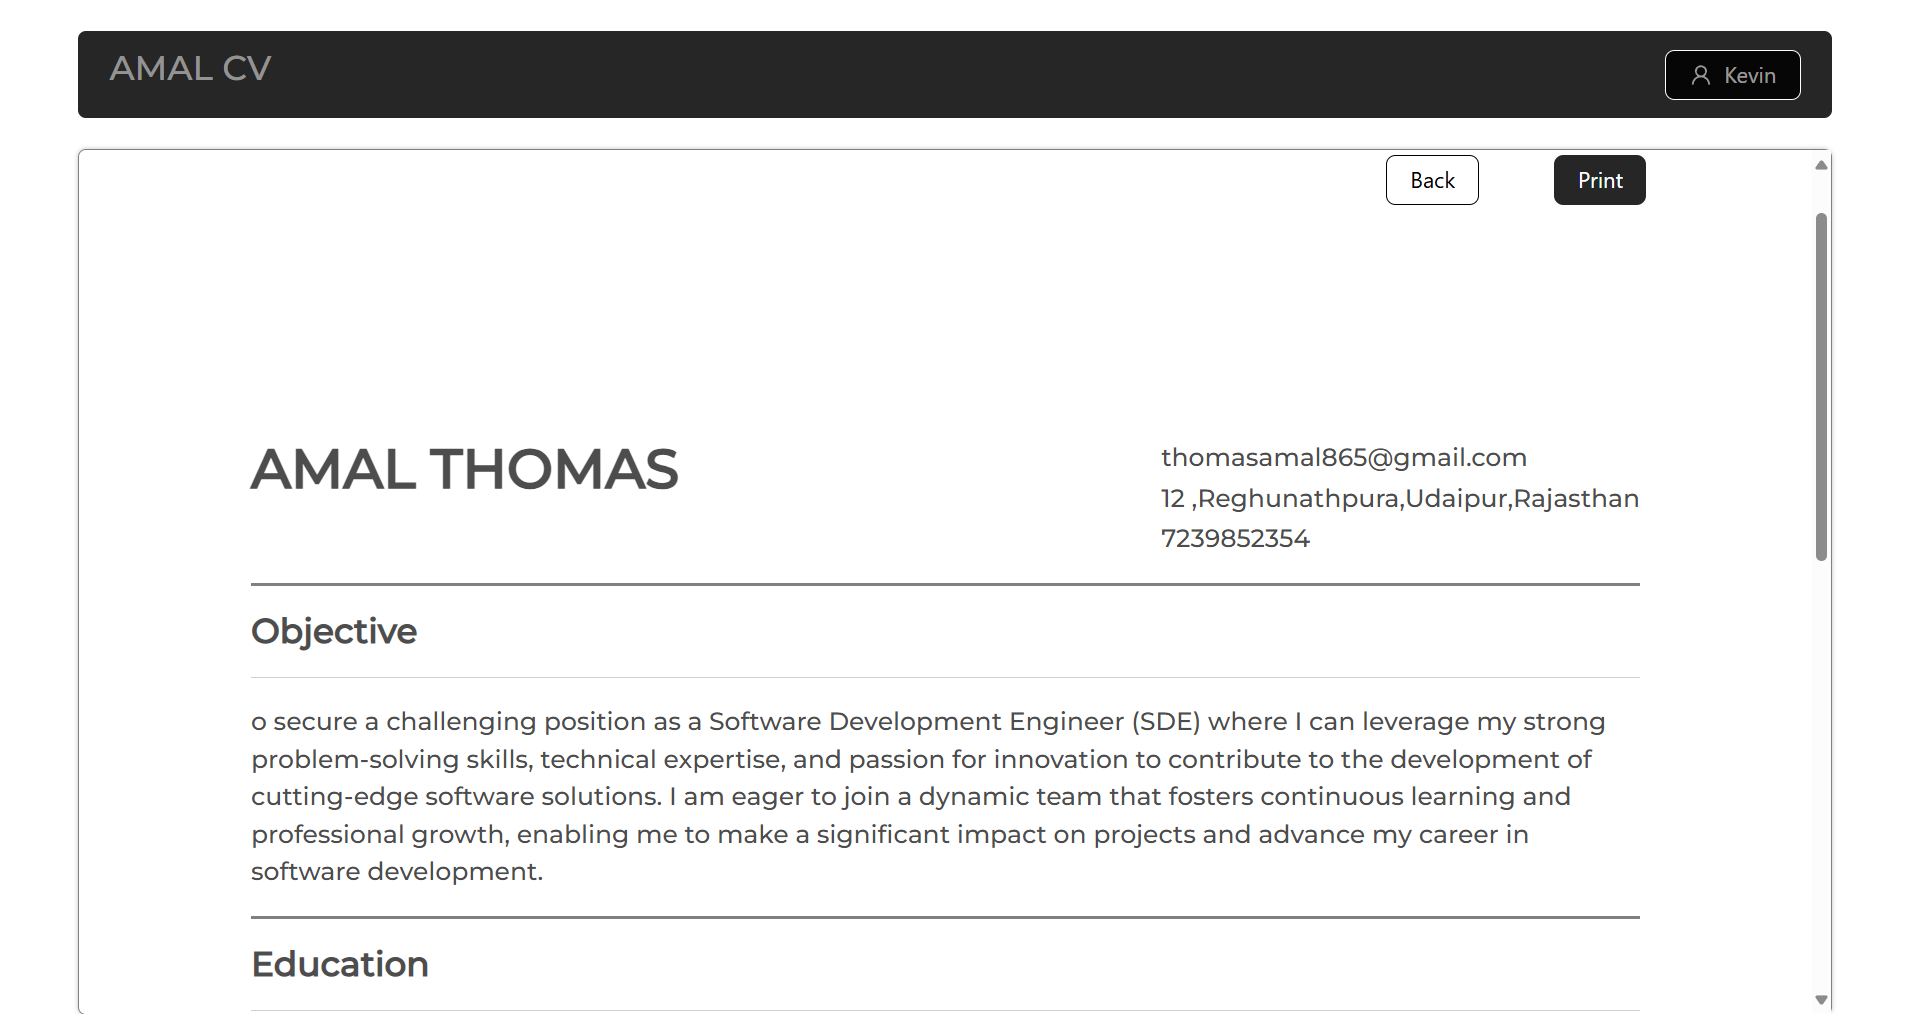 AMAL CV
Kevin
Back
Print
AMAL THOMAS
thomasamal865@gmail.com
12 ,Reghunathpura,Udaipur,Rajasthan
7239852354
Objective
o secure a challenging position as a Software Development Engineer (SDE) where I can leverage my strong
problem-solving skills, technical expertise, and passion for innovation to contribute to the development of
cutting-edge software solutions. I am eager to join a dynamic team that fosters continuous learning and
professional growth, enabling me to make a significant impact on projects and advance my career in
software development.
Education